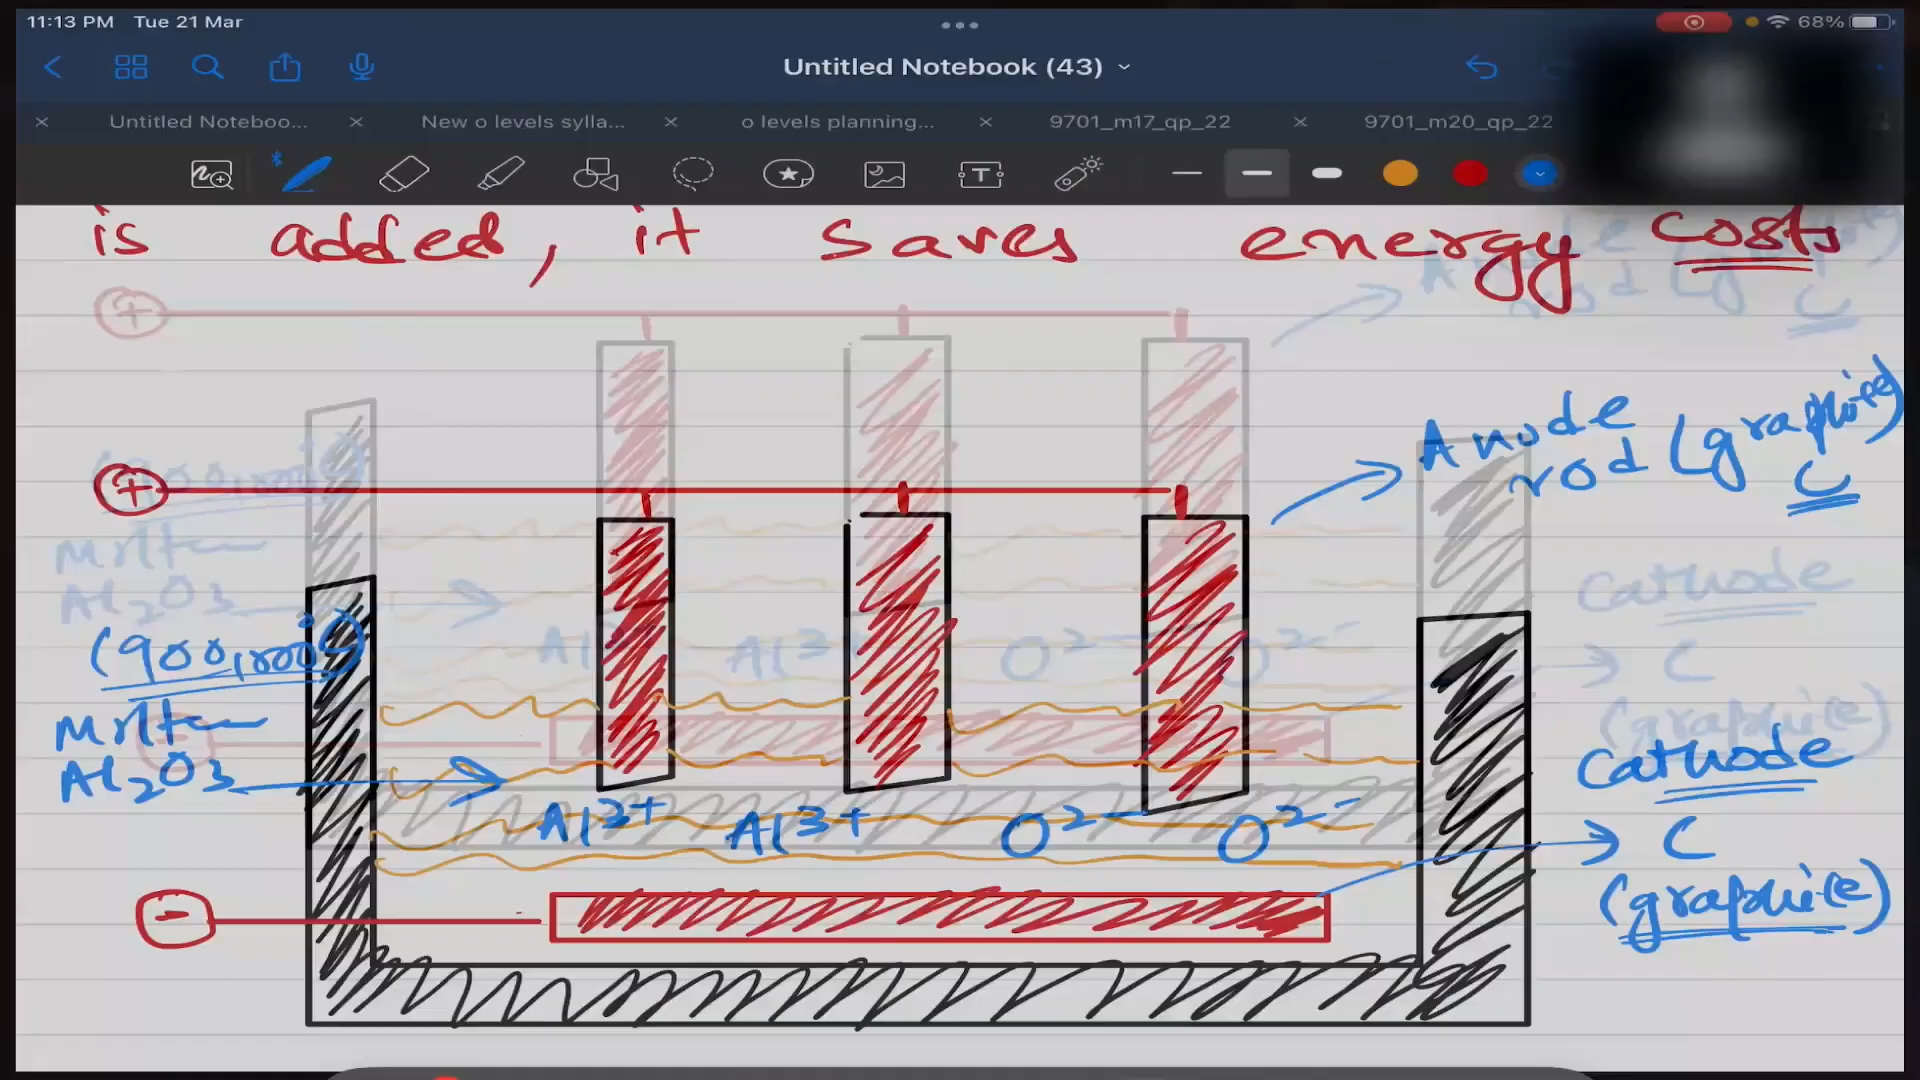 11:13 PM Tue 21 Mar
68%
Untitled Notebook (43)
Untitled Noteboo...
New o levels sylla...
o levels planning...
9701_m17_qp_22
9701_m20_qp_22
is added, it saves energy costs
+
Anode
rod (graphite)
C
(900,1000°C)
Molten
Al2O3
Al3+ Al3+ O2- O2-
Cathode
C
(graphite)
-